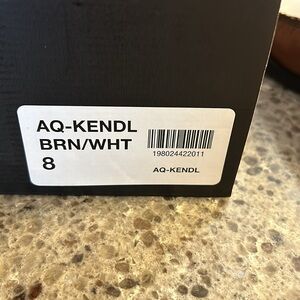 AQ-KENDL
BRN/WHT
8
198024422011
AQ-KENDL